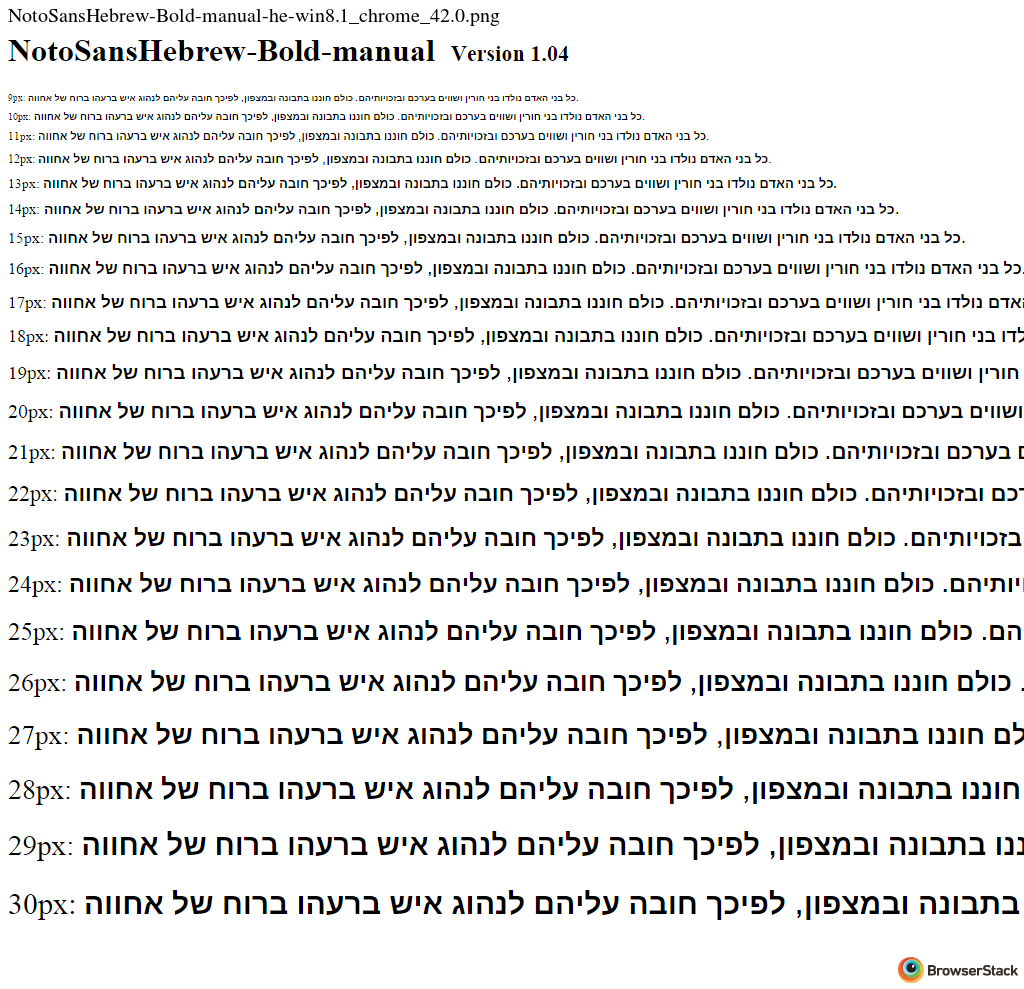 NotoSansHebrew-Bold-manual-he-win8.1_chrome_42.0.png
NotoSansHebrew-Bold-manual Version 1.04
9px: כל בני האדם נולדו בני חורין ושווים בערכם ובזכויותיהם. כולם חוננו בתבונה ובמצפון, לפיכך חובה עליהם לנהוג איש ברעהו ברוח של אחווה.
10px: כל בני האדם נולדו בני חורין ושווים בערכם ובזכויותיהם. כולם חוננו בתבונה ובמצפון, לפיכך חובה עליהם לנהוג איש ברעהו ברוח של אחווה.
11px: כל בני האדם נולדו בני חורין ושווים בערכם ובזכויותיהם. כולם חוננו בתבונה ובמצפון, לפיכך חובה עליהם לנהוג איש ברעהו ברוח של אחווה.
12px: כל בני האדם נולדו בני חורין ושווים בערכם ובזכויותיהם. כולם חוננו בתבונה ובמצפון, לפיכך חובה עליהם לנהוג איש ברעהו ברוח של אחווה.
13px: כל בני האדם נולדו בני חורין ושווים בערכם ובזכויותיהם. כולם חוננו בתבונה ובמצפון, לפיכך חובה עליהם לנהוג איש ברעהו ברוח של אחווה.
14px: כל בני האדם נולדו בני חורין ושווים בערכם ובזכויותיהם. כולם חוננו בתבונה ובמצפון, לפיכך חובה עליהם לנהוג איש ברעהו ברוח של אחווה.
15px: כל בני האדם נולדו בני חורין ושווים בערכם ובזכויותיהם. כולם חוננו בתבונה ובמצפון, לפיכך חובה עליהם לנהוג איש ברעהו ברוח של אחווה.
16px: כל בני האדם נולדו בני חורין ושווים בערכם ובזכויותיהם. כולם חוננו בתבונה ובמצפון, לפיכך חובה עליהם לנהוג איש ברעהו ברוח של אחווה.
17px: נולדו בני חורין ושווים בערכם ובזכויותיהם. כולם חוננו בתבונה ובמצפון, לפיכך חובה עליהם לנהוג איש ברעהו ברוח של אחווה
18px: בני חורין ושווים בערכם ובזכויותיהם. כולם חוננו בתבונה ובמצפון, לפיכך חובה עליהם לנהוג איש ברעהו ברוח של אחווה
19px: חורין ושווים בערכם ובזכויותיהם. כולם חוננו בתבונה ובמצפון, לפיכך חובה עליהם לנהוג איש ברעהו ברוח של אחווה
20px: ושווים בערכם ובזכויותיהם. כולם חוננו בתבונה ובמצפון, לפיכך חובה עליהם לנהוג איש ברעהו ברוח של אחווה
21px: בערכם ובזכויותיהם. כולם חוננו בתבונה ובמצפון, לפיכך חובה עליהם לנהוג איש ברעהו ברוח של אחווה
22px: ובזכויותיהם. כולם חוננו בתבונה ובמצפון, לפיכך חובה עליהם לנהוג איש ברעהו ברוח של אחווה
23px: בזכויותיהם. כולם חוננו בתבונה ובמצפון, לפיכך חובה עליהם לנהוג איש ברעהו ברוח של אחווה
24px: כולם חוננו בתבונה ובמצפון, לפיכך חובה עליהם לנהוג איש ברעהו ברוח של אחווה
25px: הם. כולם חוננו בתבונה ובמצפון, לפיכך חובה עליהם לנהוג איש ברעהו ברוח של אחווה
26px: . כולם חוננו בתבונה ובמצפון, לפיכך חובה עליהם לנהוג איש ברעהו ברוח של אחווה
27px: חוננו בתבונה ובמצפון, לפיכך חובה עליהם לנהוג איש ברעהו ברוח של אחווה
28px: חוננו בתבונה ובמצפון, לפיכך חובה עליהם לנהוג איש ברעהו ברוח של אחווה
29px: בתבונה ובמצפון, לפיכך חובה עליהם לנהוג איש ברעהו ברוח של אחווה
30px: בתבונה ובמצפון, לפיכך חובה עליהם לנהוג איש ברעהו ברוח של אחווה
BrowserStack